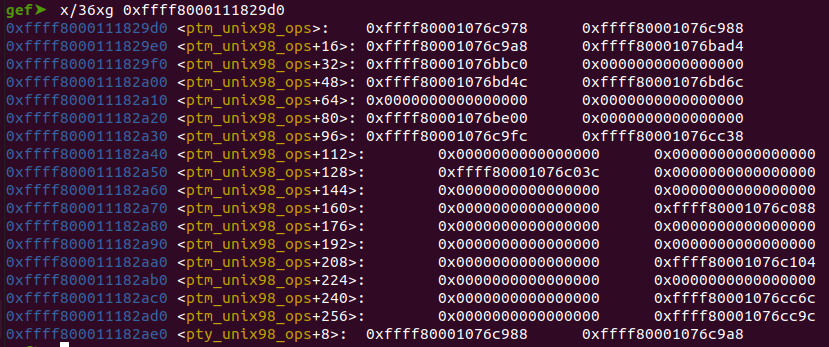 gef➤  x/36xg 0xffff8000111829d0
0xffff8000111829d0 <ptm_unix98_ops>:	0xffff80001076c978	0xffff80001076c988
0xffff8000111829e0 <ptm_unix98_ops+16>:	0xffff80001076c9a8	0xffff80001076bad4
0xffff8000111829f0 <ptm_unix98_ops+32>:	0xffff80001076bbc0	0x0000000000000000
0xffff800011182a00 <ptm_unix98_ops+48>:	0xffff80001076bd4c	0xffff80001076bd6c
0xffff800011182a10 <ptm_unix98_ops+64>:	0x0000000000000000	0x0000000000000000
0xffff800011182a20 <ptm_unix98_ops+80>:	0xffff80001076be00	0x0000000000000000
0xffff800011182a30 <ptm_unix98_ops+96>:	0xffff80001076c9fc	0xffff80001076cc38
0xffff800011182a40 <ptm_unix98_ops+112>:	0x0000000000000000	0x0000000000000000
0xffff800011182a50 <ptm_unix98_ops+128>:	0xffff80001076c03c	0x0000000000000000
0xffff800011182a60 <ptm_unix98_ops+144>:	0x0000000000000000	0x0000000000000000
0xffff800011182a70 <ptm_unix98_ops+160>:	0x0000000000000000	0xffff80001076c088
0xffff800011182a80 <ptm_unix98_ops+176>:	0x0000000000000000	0x0000000000000000
0xffff800011182a90 <ptm_unix98_ops+192>:	0x0000000000000000	0x0000000000000000
0xffff800011182aa0 <ptm_unix98_ops+208>:	0x0000000000000000	0xffff80001076c104
0xffff800011182ab0 <ptm_unix98_ops+224>:	0x0000000000000000	0x0000000000000000
0xffff800011182ac0 <ptm_unix98_ops+240>:	0x0000000000000000	0xffff80001076cc6c
0xffff800011182ad0 <ptm_unix98_ops+256>:	0x0000000000000000	0xffff80001076cc9c
0xffff800011182ae0 <pty_unix98_ops+8>:	0xffff80001076c988	0xffff80001076c9a8